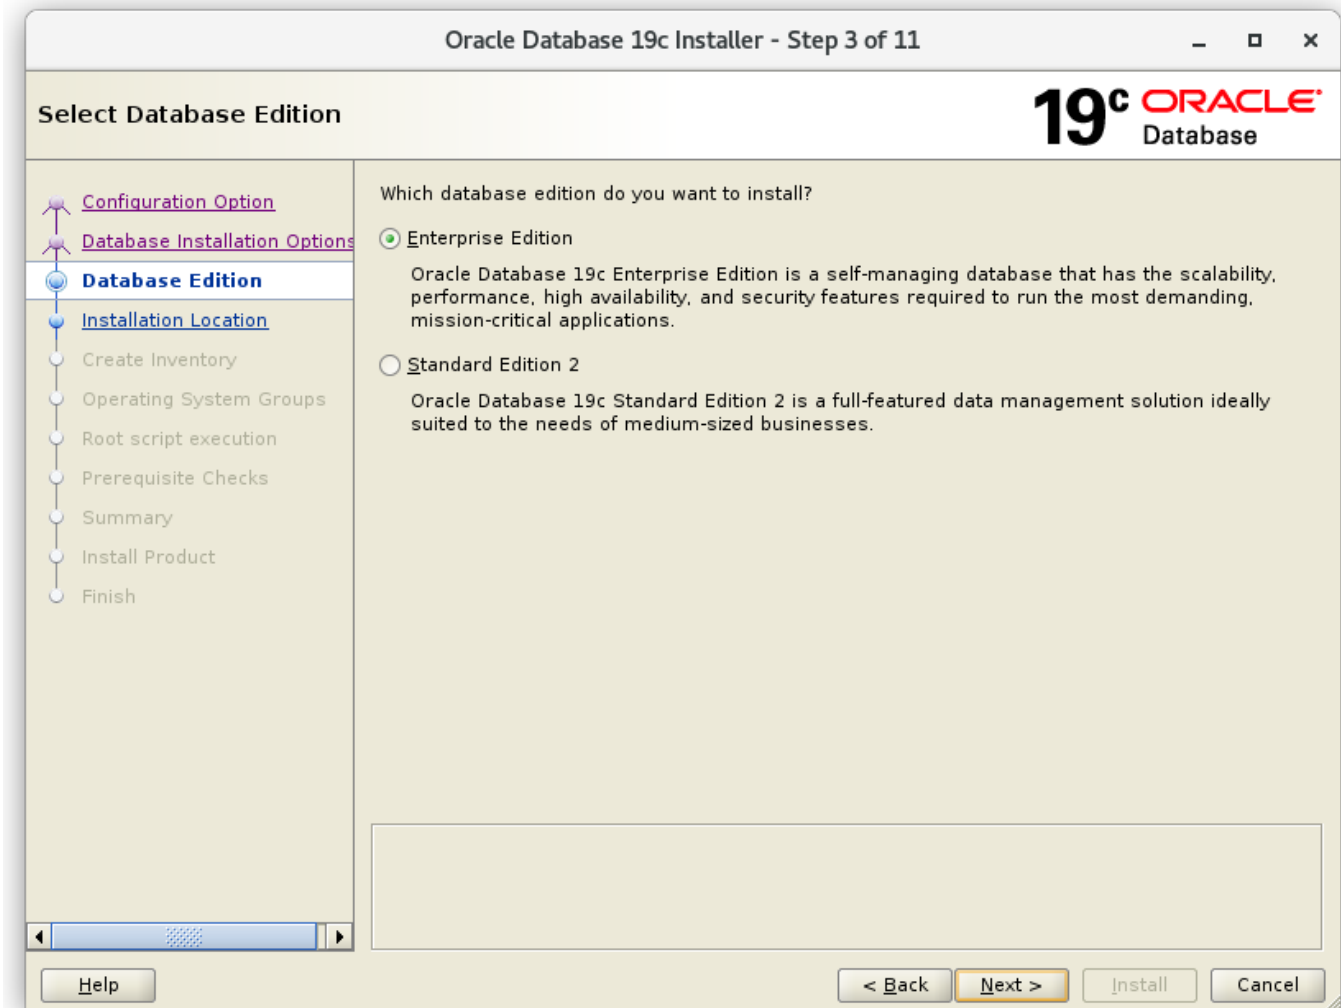 Oracle Database 19c Installer - Step 3 of 11
Select Database Edition
19c ORACLE
Database
Configuration Option
Database Installation Options
Database Edition
Installation Location
Create Inventory
Operating System Groups
Root script execution
Prerequisite Checks
Summary
Install Product
Finish
Which database edition do you want to install?
Enterprise Edition
Oracle Database 19c Enterprise Edition is a self-managing database that has the scalability,
performance, high availability, and security features required to run the most demanding,
mission-critical applications.
Standard Edition 2
Oracle Database 19c Standard Edition 2 is a full-featured data management solution ideally
suited to the needs of medium-sized businesses.
Help
< Back
Next >
Install
Cancel